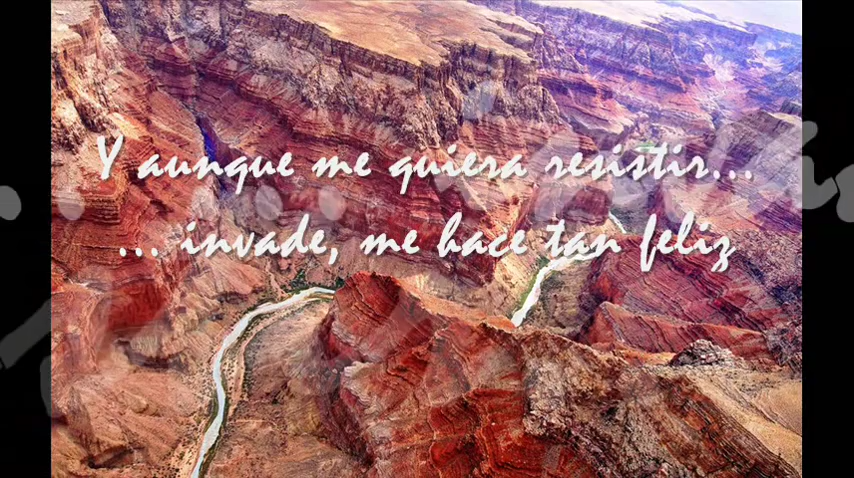 Y aunque me quiera resistir...
... invade, me hace tan feliz